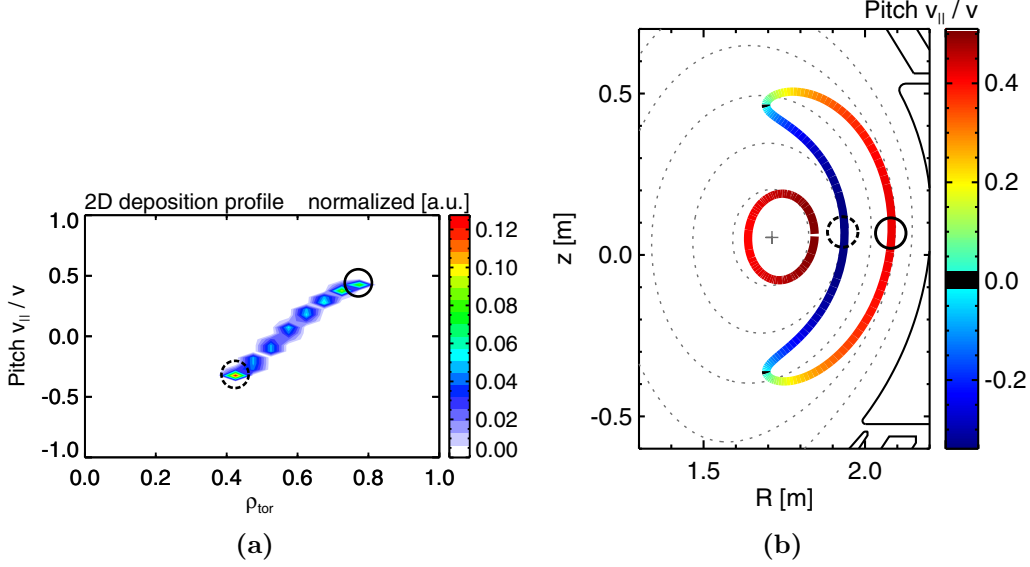 Pitch v|| / v
2D deposition profile normalized [a.u.]
1.0
0.5
0.0
-0.5
-1.0
Pitch v|| / v
0.0 0.2 0.4 0.6 0.8 1.0
ρtor
0.12
0.10
0.08
0.06
0.04
0.02
0.00
(a)
0.5
0.0
-0.5
z [m]
1.5 2.0
R [m]
0.4
0.2
0.0
-0.2
(b)